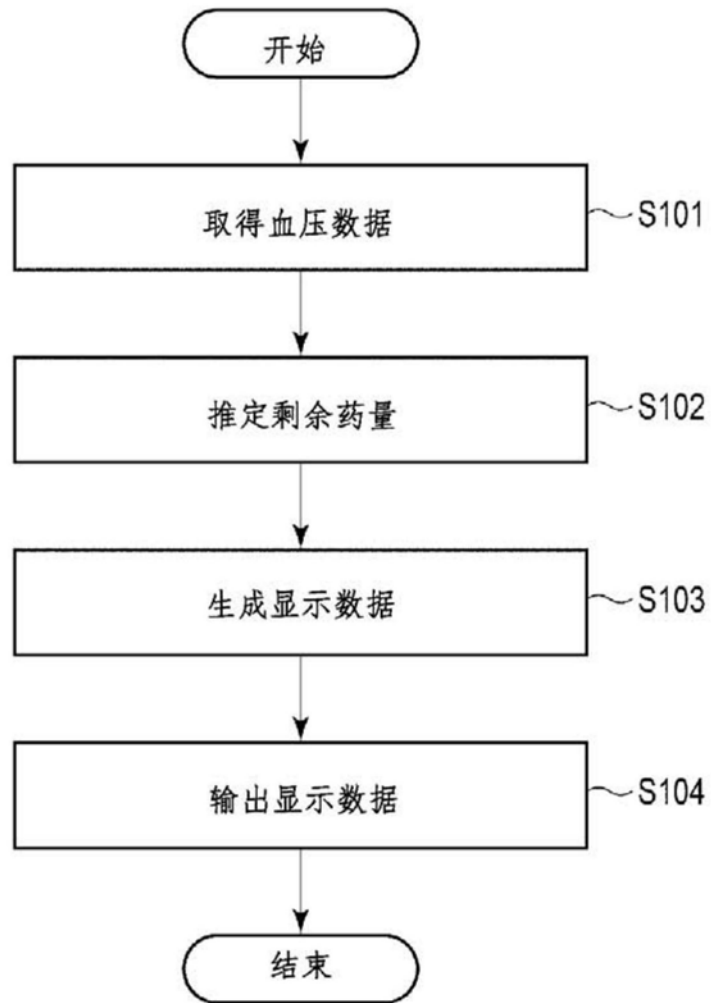 开始
取得血压数据
S101
推定剩余药量
S102
生成显示数据
S103
输出显示数据
S104
结束